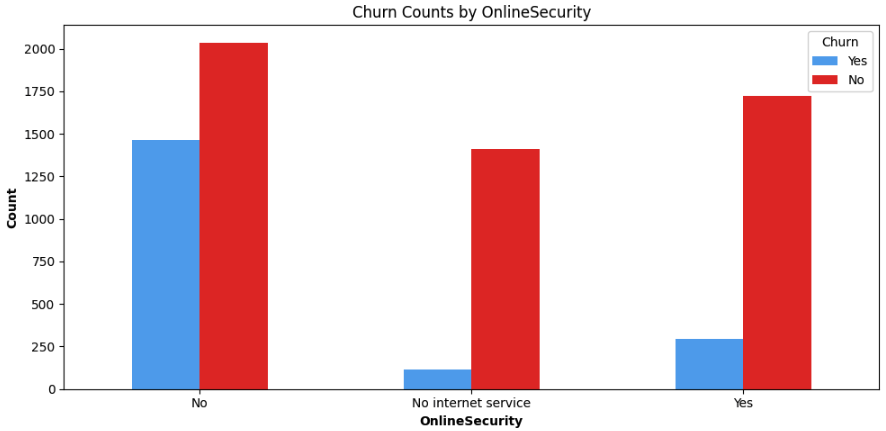 Churn Counts by OnlineSecurity
Churn
Yes
No
2000
1750
1500
1250
1000
750
500
250
0
Count
No
No internet service
Yes
OnlineSecurity